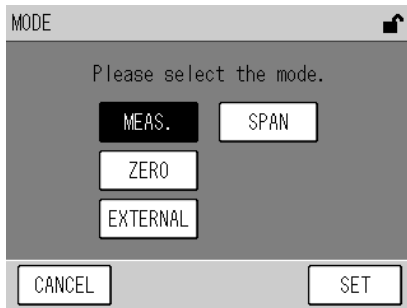 MODE
Please select the mode.
MEAS. SPAN
ZERO
EXTERNAL
CANCEL SET